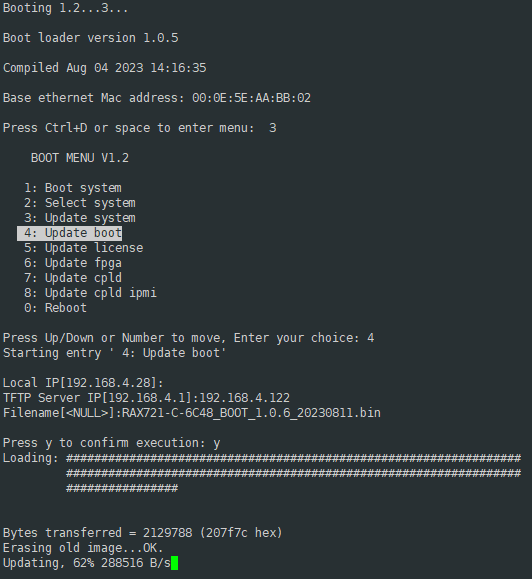 Booting 1.2...3...
Boot loader version 1.0.5
Compiled Aug 04 2023 14:16:35
Base ethernet Mac address: 00:0E:5E:AA:BB:02
Press Ctrl+D or space to enter menu:  3
BOOT MENU V1.2
1: Boot system
2: Select system
3: Update system
4: Update boot
5: Update license
6: Update fpga
7: Update cpld
8: Update cpld ipmi
0: Reboot
Press Up/Down or Number to move, Enter your choice: 4
Starting entry ' 4: Update boot'
Local IP[192.168.4.28]:
TFTP Server IP[192.168.4.1]:192.168.4.122
Filename[<NULL>]:RAX721-C-6C48_BOOT_1.0.6_20230811.bin
Press y to confirm execution: y
Loading: #################################################################
#################################################################
################
Bytes transferred = 2129788 (207f7c hex)
Erasing old image...OK.
Updating, 62% 288516 B/s